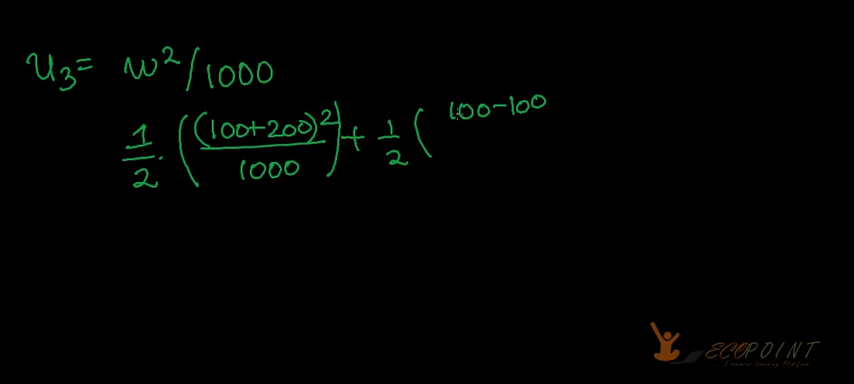 U₃= w²/1000
1/2 · ((100+200)²/1000) + 1/2 (100-100
ECOPOINT